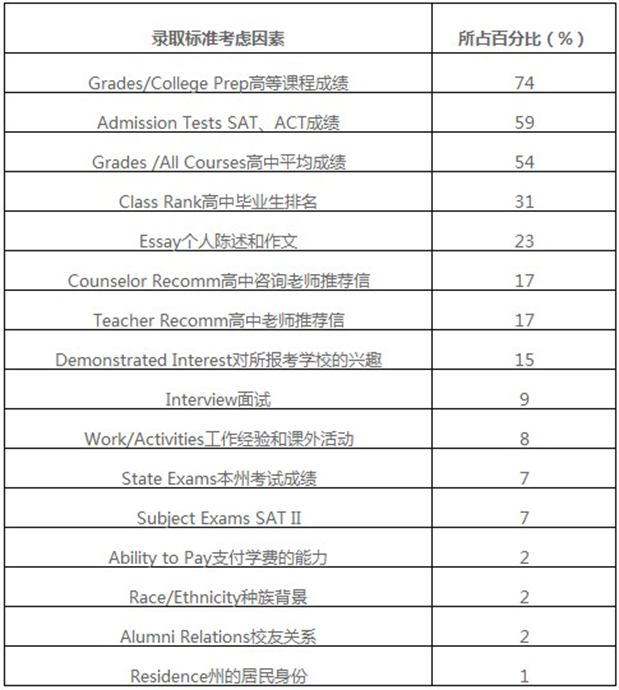 录取标准考虑因素 所占百分比（%）
Grades/College Prep高等课程成绩 74
Admission Tests SAT、ACT成绩 59
Grades /All Courses高中平均成绩 54
Class Rank高中毕业生排名 31
Essay个人陈述和作文 23
Counselor Recomm高中咨询老师推荐信 17
Teacher Recomm高中老师推荐信 17
Demonstrated Interest对所报考学校的兴趣 15
Interview面试 9
Work/Activities工作经验和课外活动 8
State Exams本州考试成绩 7
Subject Exams SAT II 7
Ability to Pay支付学费的能力 2
Race/Ethnicity种族背景 2
Alumni Relations校友关系 2
Residence州的居民身份 1